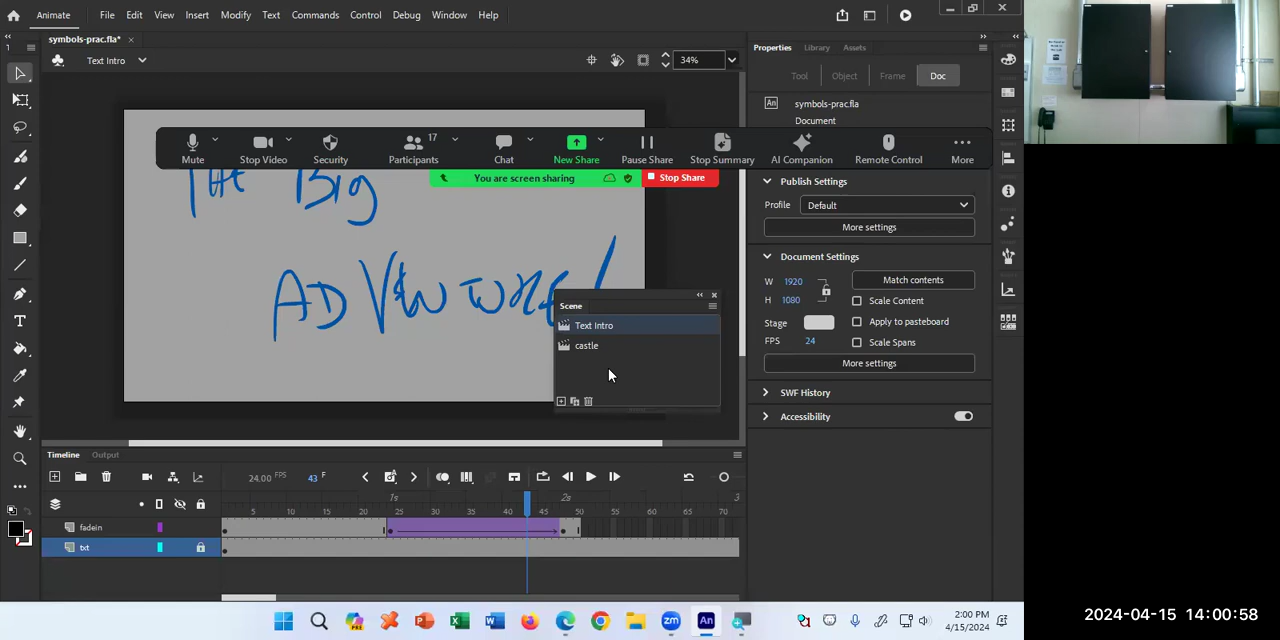 Animate
File Edit View Insert Modify Text Commands Control Debug Window Help
symbols-prac.fla* ×
Text Intro
34%
Properties Library Assets
Tool Object Frame Doc
An symbols-prac.fla
Document
Mute Stop Video Security Participants 17 Chat New Share Pause Share Stop Summary AI Companion Remote Control More
You are screen sharing Stop Share
The Big
Publish Settings
Profile Default
More settings
Document Settings
W 1920 Match contents
H 1080 Scale Content
Stage Apply to pasteboard
FPS 24 Scale Spans
More settings
SWF History
Accessibility
Scene
Text Intro
castle
Timeline Output
24.00 FPS 43 F
1s 2s 3
5 10 15 20 25 30 35 40 45 50 55 60 65 70
fadein
txt
2:00 PM
4/15/2024
2024-04-15 14:00:58